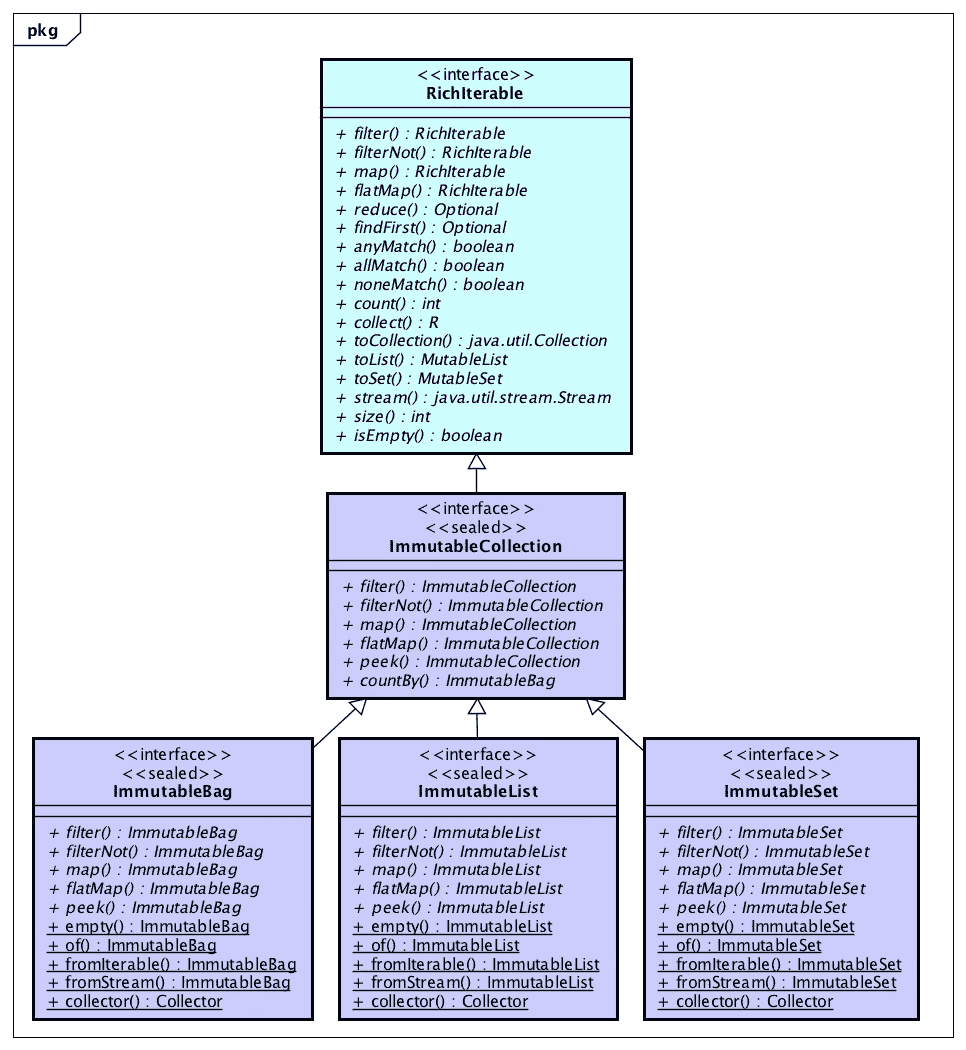 pkg
<<interface>>
RichIterable
+ filter() : RichIterable
+ filterNot() : RichIterable
+ map() : RichIterable
+ flatMap() : RichIterable
+ reduce() : Optional
+ findFirst() : Optional
+ anyMatch() : boolean
+ allMatch() : boolean
+ noneMatch() : boolean
+ count() : int
+ collect() : R
+ toCollection() : java.util.Collection
+ toList() : MutableList
+ toSet() : MutableSet
+ stream() : java.util.stream.Stream
+ size() : int
+ isEmpty() : boolean
<<interface>>
<<sealed>>
ImmutableCollection
+ filter() : ImmutableCollection
+ filterNot() : ImmutableCollection
+ map() : ImmutableCollection
+ flatMap() : ImmutableCollection
+ peek() : ImmutableCollection
+ countBy() : ImmutableBag
<<interface>>
<<sealed>>
ImmutableBag
+ filter() : ImmutableBag
+ filterNot() : ImmutableBag
+ map() : ImmutableBag
+ flatMap() : ImmutableBag
+ peek() : ImmutableBag
+ empty() : ImmutableBag
+ of() : ImmutableBag
+ fromIterable() : ImmutableBag
+ fromStream() : ImmutableBag
+ collector() : Collector
<<interface>>
<<sealed>>
ImmutableList
+ filter() : ImmutableList
+ filterNot() : ImmutableList
+ map() : ImmutableList
+ flatMap() : ImmutableList
+ peek() : ImmutableList
+ empty() : ImmutableList
+ of() : ImmutableList
+ fromIterable() : ImmutableList
+ fromStream() : ImmutableList
+ collector() : Collector
<<interface>>
<<sealed>>
ImmutableSet
+ filter() : ImmutableSet
+ filterNot() : ImmutableSet
+ map() : ImmutableSet
+ flatMap() : ImmutableSet
+ peek() : ImmutableSet
+ empty() : ImmutableSet
+ of() : ImmutableSet
+ fromIterable() : ImmutableSet
+ fromStream() : ImmutableSet
+ collector() : Collector